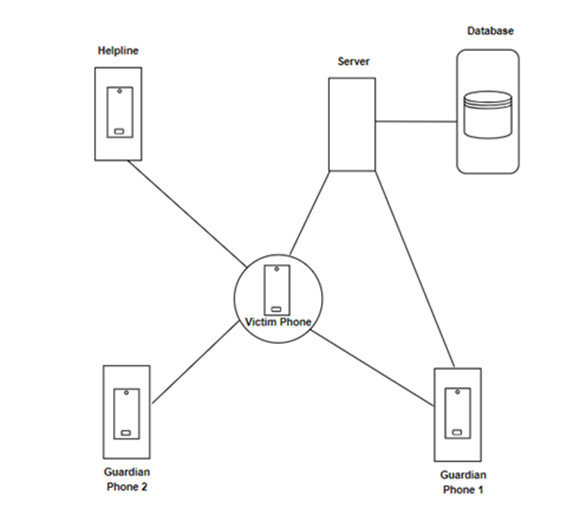 Database
Helpline
Server
Victim Phone
Guardian
Phone 2
Guardian
Phone 1